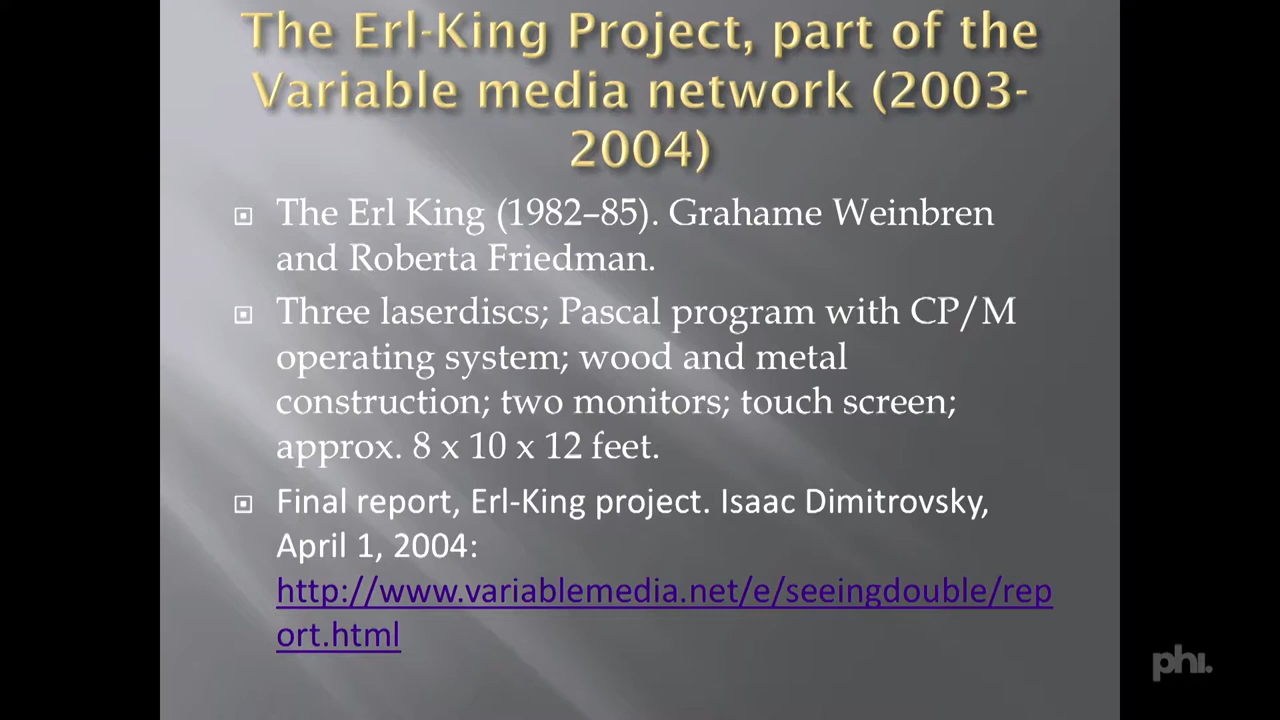 The Erl-King Project, part of the
Variable media network (2003-
2004)
The Erl King (1982–85). Grahame Weinbren
and Roberta Friedman.
Three laserdiscs; Pascal program with CP/M
operating system; wood and metal
construction; two monitors; touch screen;
approx. 8 x 10 x 12 feet.
Final report, Erl-King project. Isaac Dimitrovsky,
April 1, 2004:
http://www.variablemedia.net/e/seeingdouble/rep
ort.html
phi.